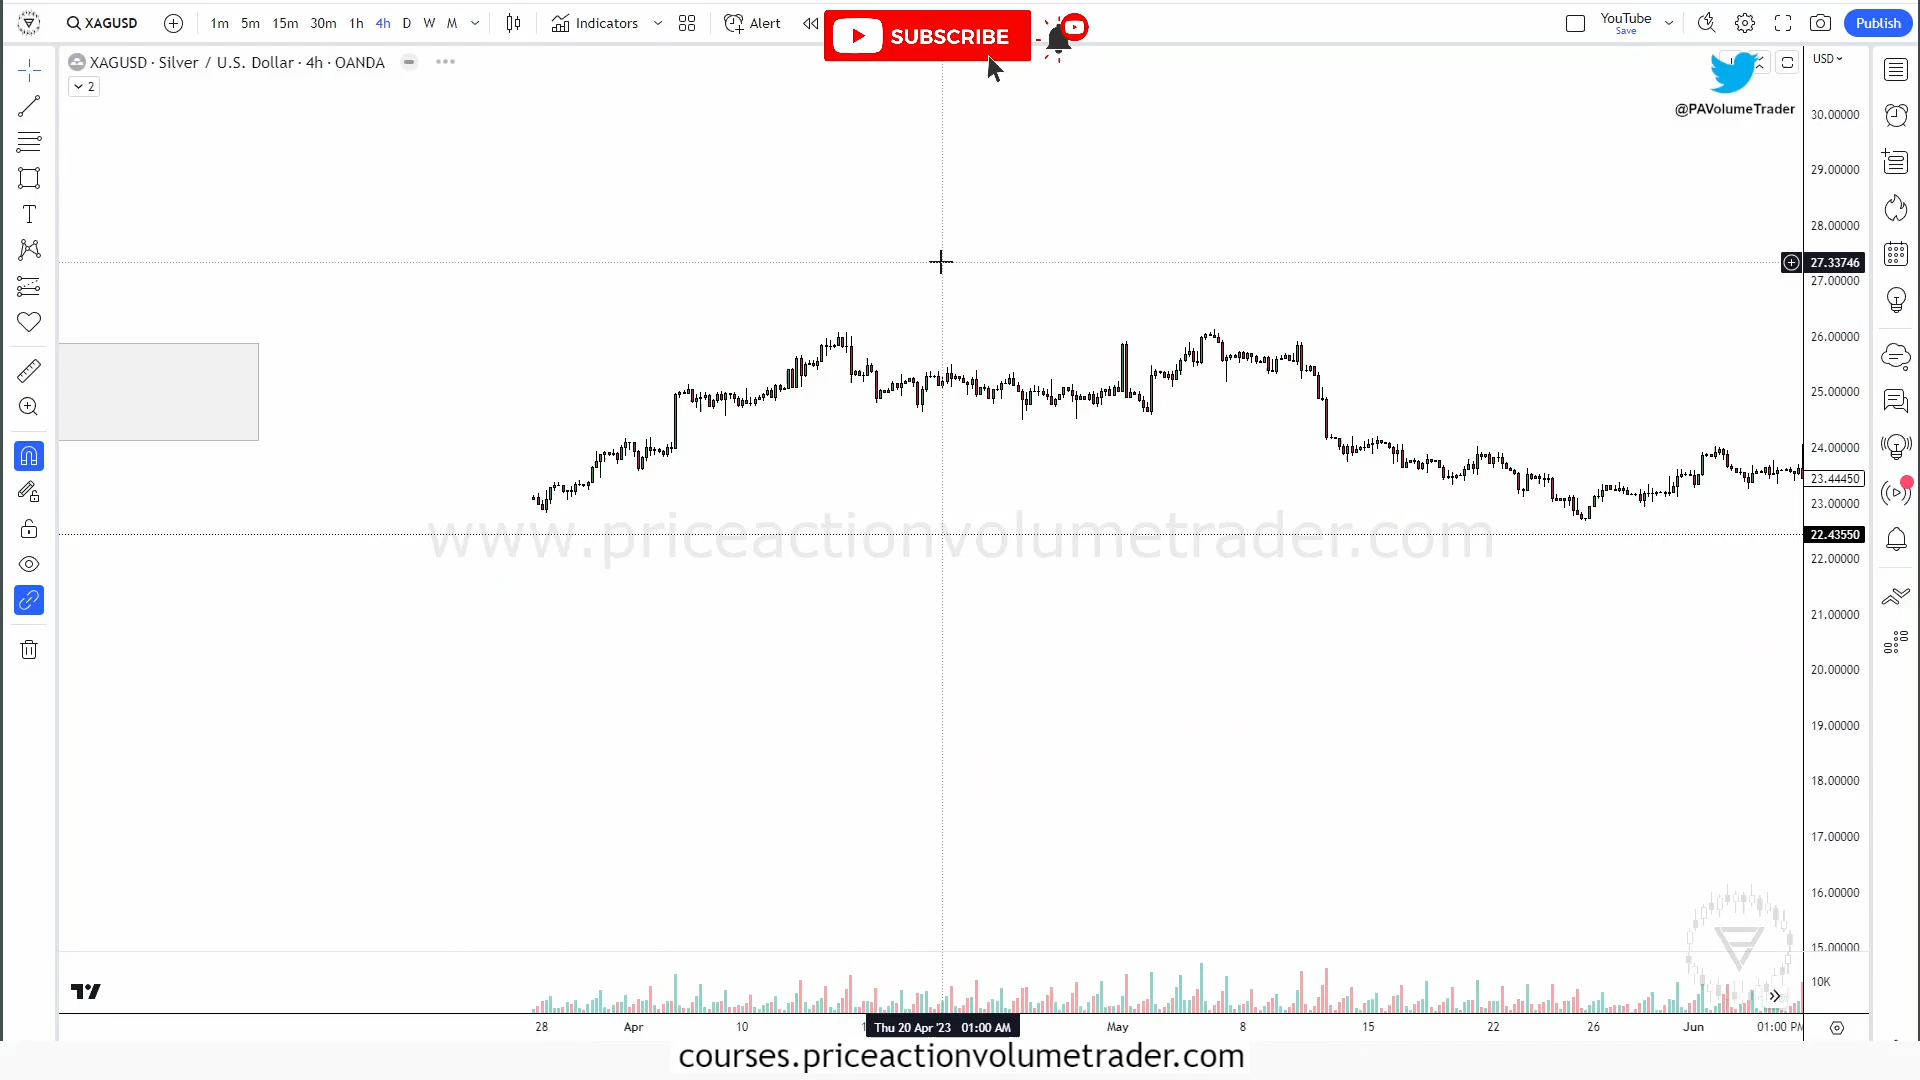 XAGUSD 1m 5m 15m 30m 1h 4h D W M Indicators Alert SUBSCRIBE YouTube Save Publish
XAGUSD · Silver / U.S. Dollar · 4h · OANDA
USD
2
@PAVolumeTrader
30.00000
29.00000
28.00000
27.33746
27.00000
26.00000
25.00000
24.00000
23.44450
23.00000
www.priceactionvolumetrader.com
22.43550
22.00000
21.00000
20.00000
19.00000
18.00000
17.00000
16.00000
15.00000
10K
28 Apr 10 Thu 20 Apr '23 01:00 AM May 8 15 22 26 Jun 01:00 PM
courses.priceactionvolumetrader.com